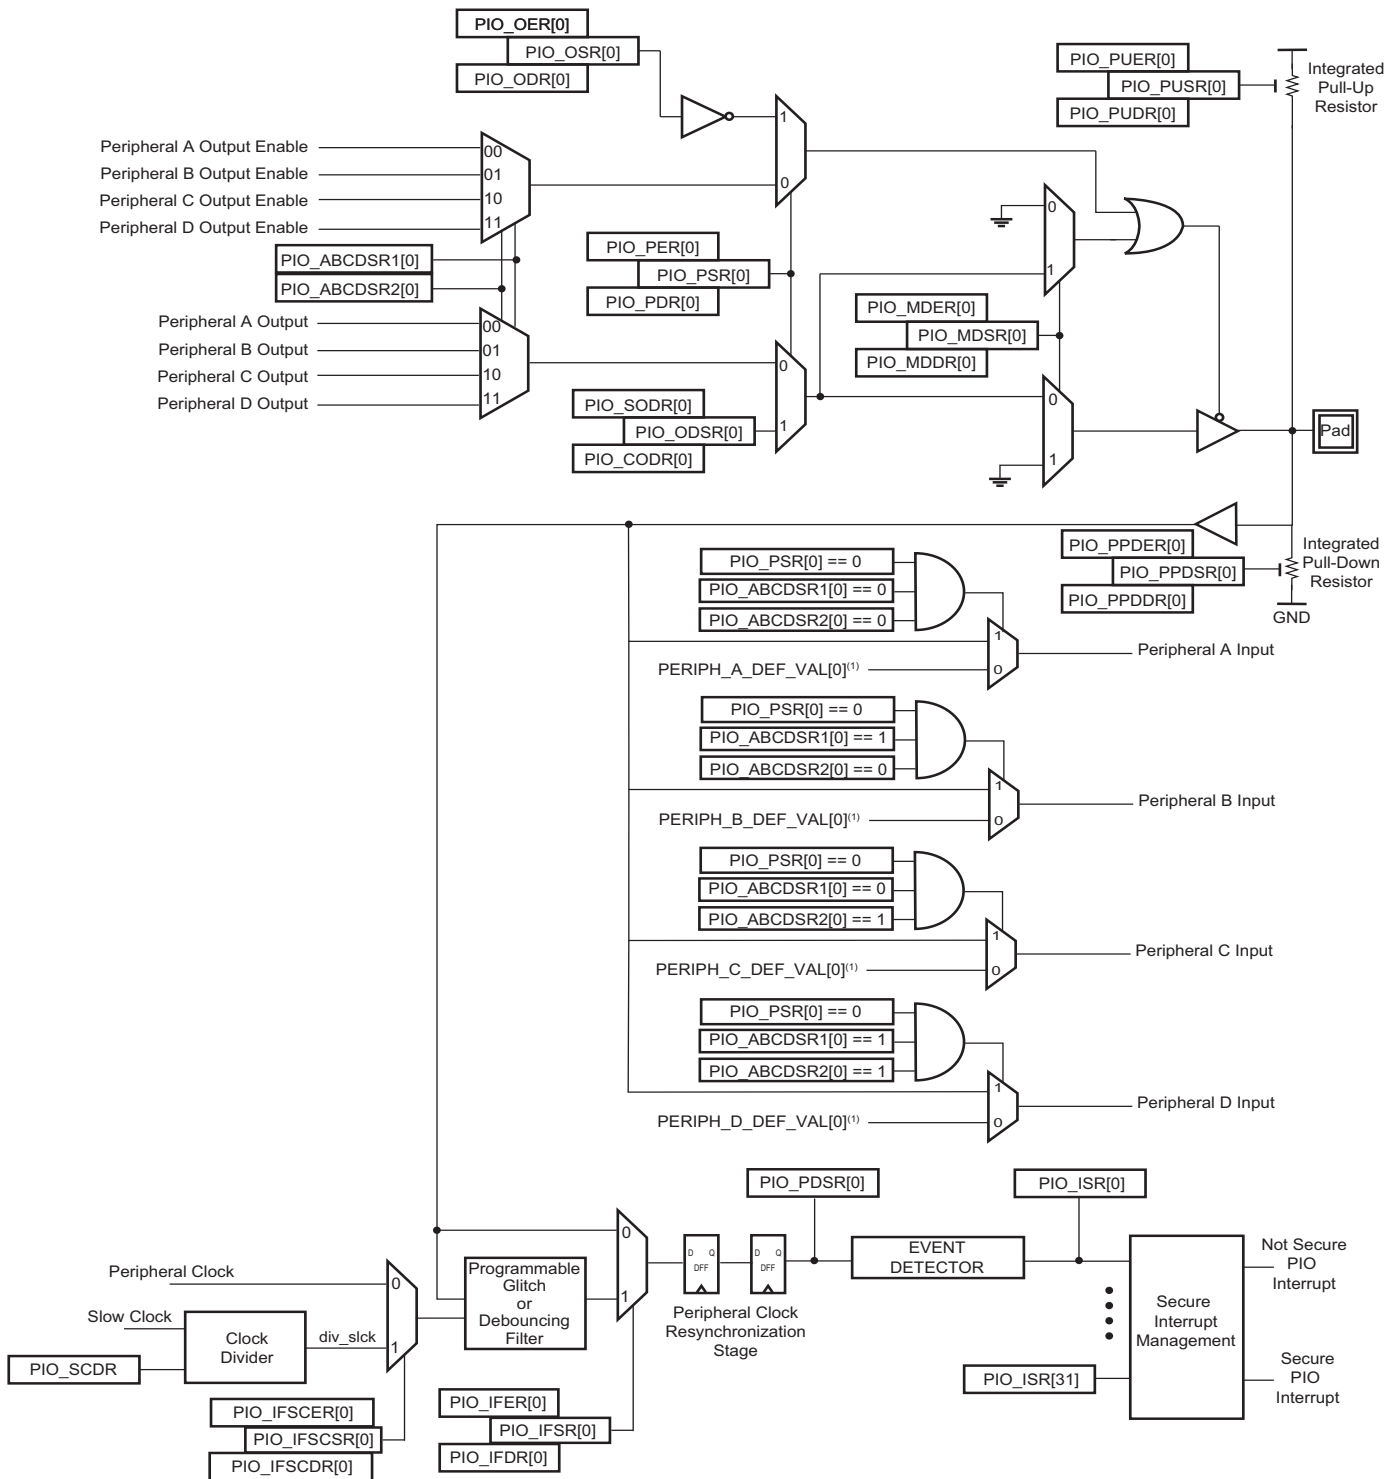 PIO_OER[0]
PIO_OSR[0]
PIO_ODR[0]
PIO_PUER[0]
PIO_PUSR[0]
PIO_PUDR[0]
Integrated
Pull-Up
Resistor
1
0
Peripheral A Output Enable
Peripheral B Output Enable
Peripheral C Output Enable
Peripheral D Output Enable
00
01
10
11
PIO_ABCDSR1[0]
PIO_ABCDSR2[0]
PIO_PER[0]
PIO_PSR[0]
PIO_PDR[0]
0
1
PIO_MDER[0]
PIO_MDSR[0]
PIO_MDDR[0]
Peripheral A Output
Peripheral B Output
Peripheral C Output
Peripheral D Output
00
01
10
11
0
1
PIO_SODR[0]
PIO_ODSR[0]
PIO_CODR[0]
0
1
Pad
PIO_PPDER[0]
PIO_PPDSR[0]
PIO_PPDDR[0]
Integrated
Pull-Down
Resistor
GND
PIO_PSR[0] == 0
PIO_ABCDSR1[0] == 0
PIO_ABCDSR2[0] == 0
1
0
PERIPH_A_DEF_VAL[0](1)
Peripheral A Input
PIO_PSR[0] == 0
PIO_ABCDSR1[0] == 1
PIO_ABCDSR2[0] == 0
1
0
PERIPH_B_DEF_VAL[0](1)
Peripheral B Input
PIO_PSR[0] == 0
PIO_ABCDSR1[0] == 0
PIO_ABCDSR2[0] == 1
1
0
PERIPH_C_DEF_VAL[0](1)
Peripheral C Input
PIO_PSR[0] == 0
PIO_ABCDSR1[0] == 1
PIO_ABCDSR2[0] == 1
1
0
PERIPH_D_DEF_VAL[0](1)
Peripheral D Input
PIO_PDSR[0]
PIO_ISR[0]
Peripheral Clock
Slow Clock
PIO_SCDR
Clock
Divider
div_slck
0
1
Programmable
Glitch
or
Debouncing
Filter
0
1
D Q
DFF
D Q
DFF
Peripheral Clock
Resynchronization
Stage
EVENT
DETECTOR
Secure
Interrupt
Management
Not Secure
PIO
Interrupt
Secure
PIO
Interrupt
PIO_ISR[31]
PIO_IFSCER[0]
PIO_IFSCSR[0]
PIO_IFSCDR[0]
PIO_IFER[0]
PIO_IFSR[0]
PIO_IFDR[0]